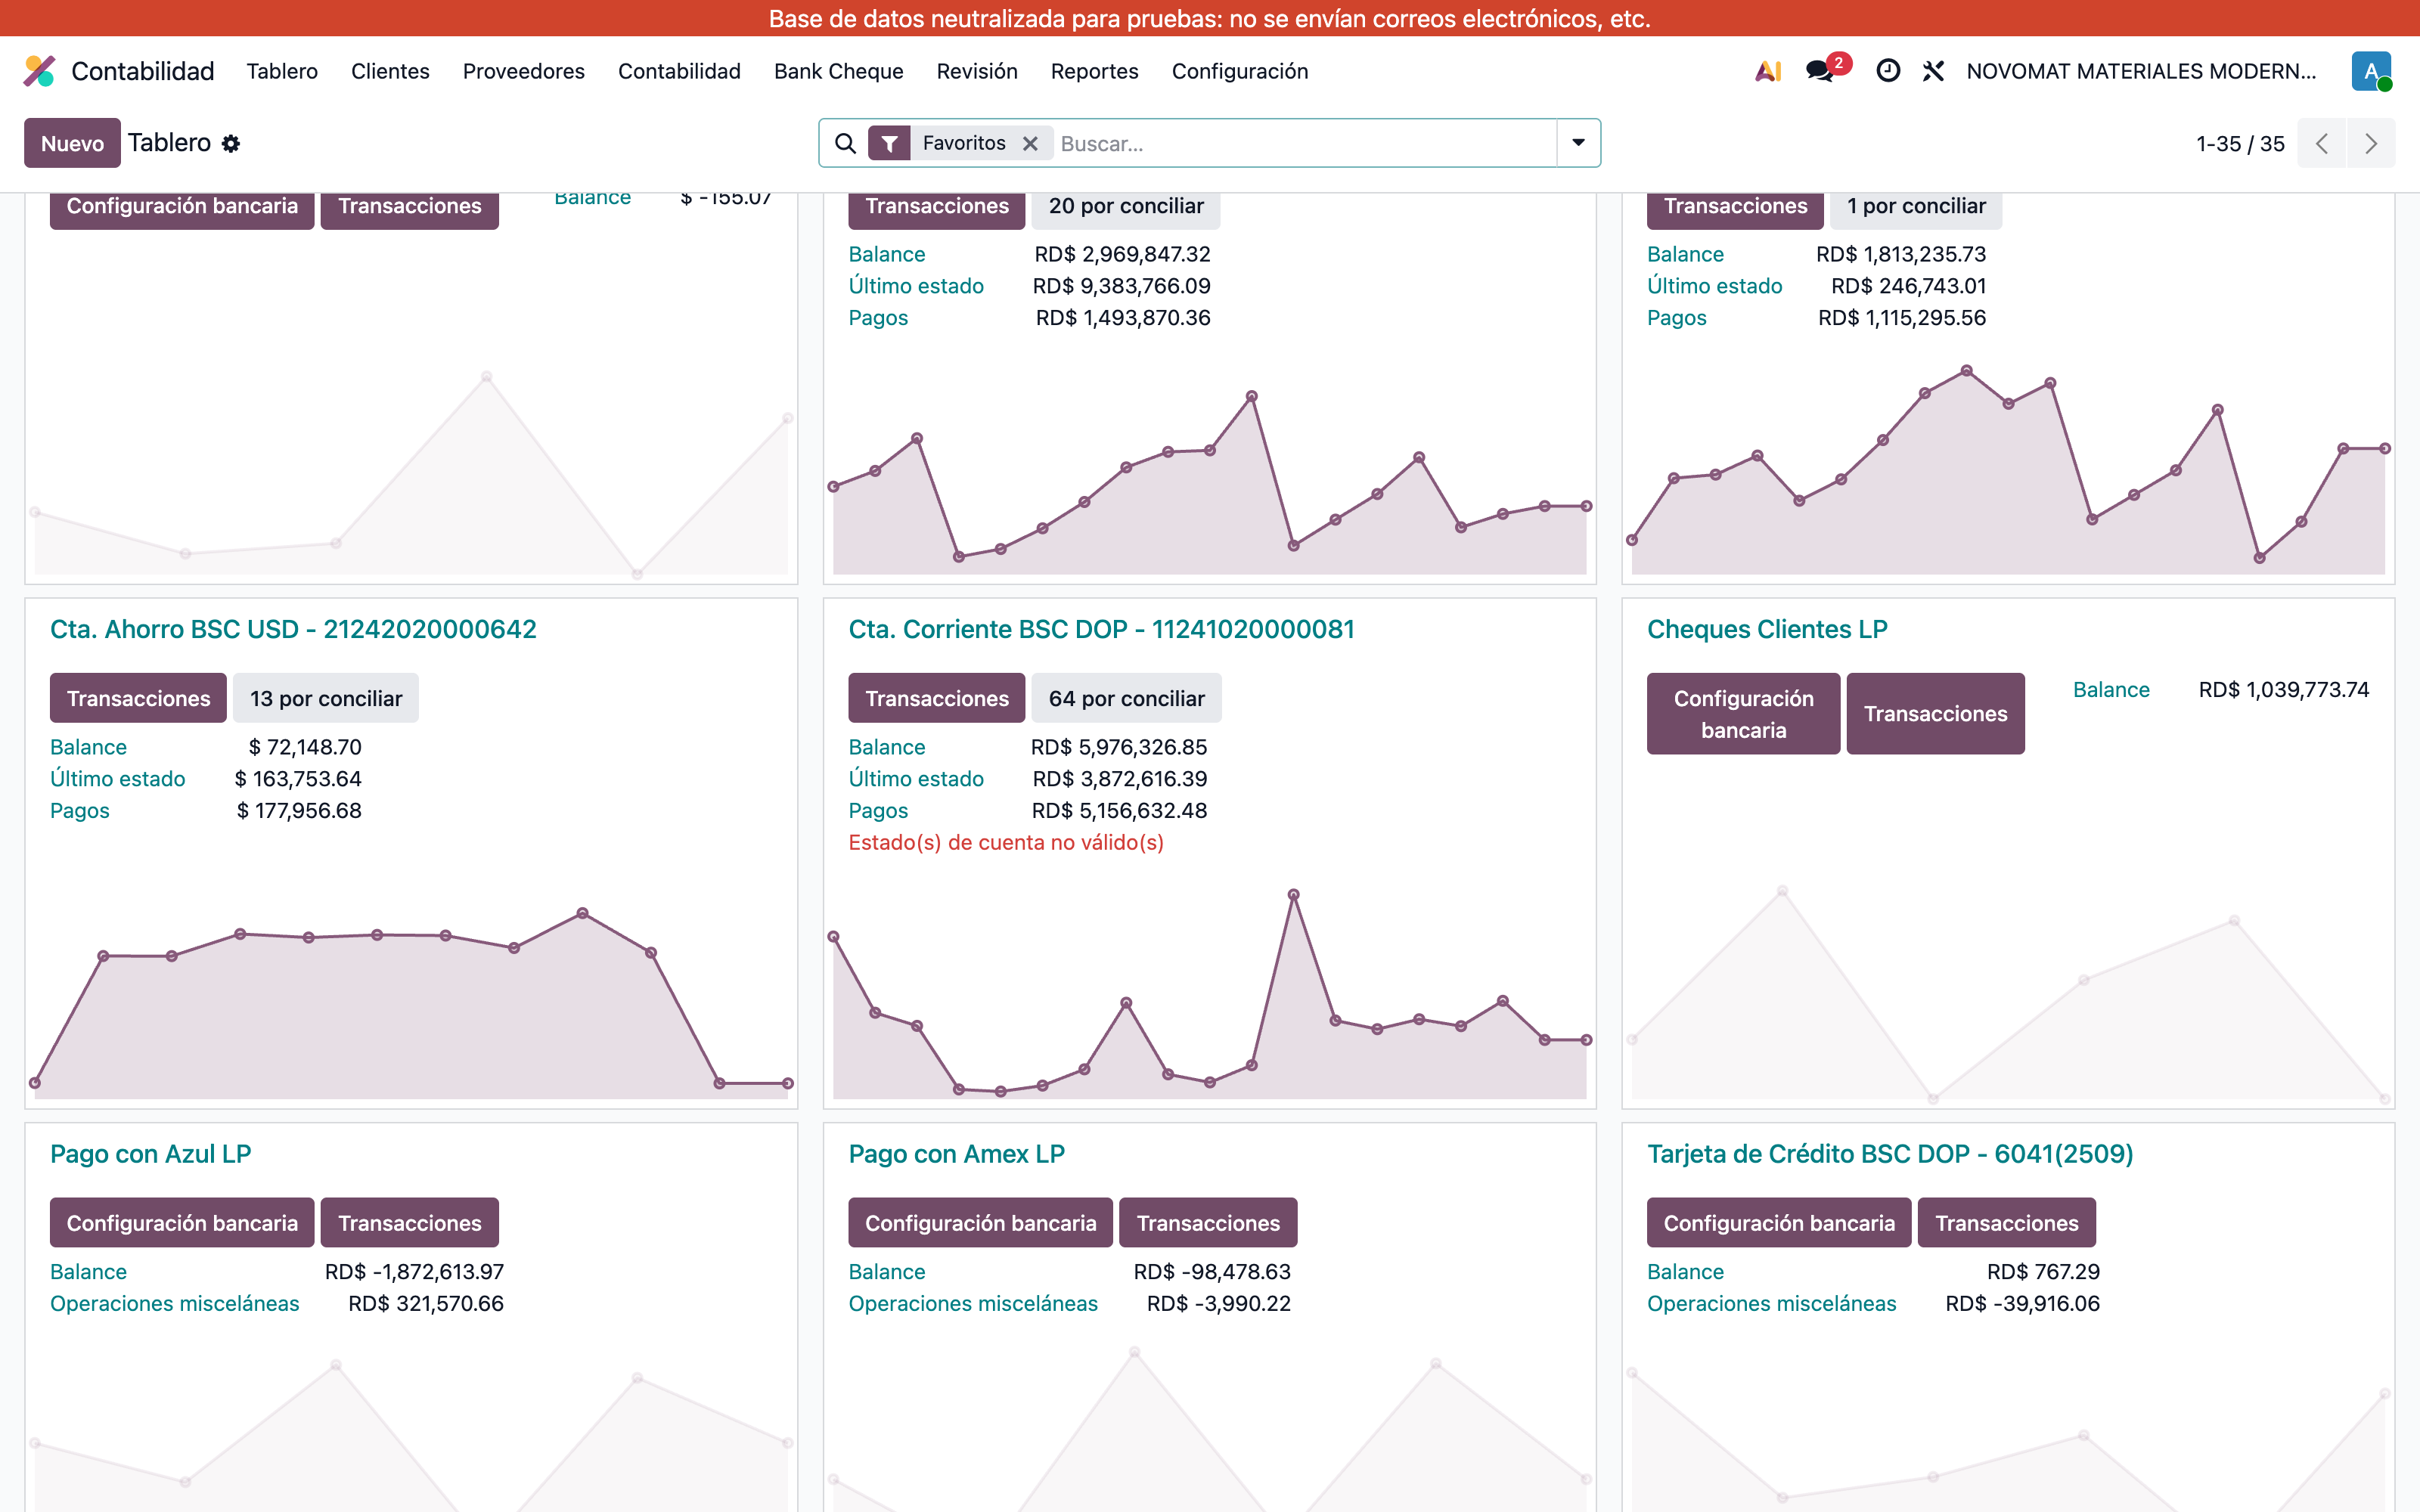 Base de datos neutralizada para pruebas: no se envían correos electrónicos, etc.
Contabilidad Tablero Clientes Proveedores Contabilidad Bank Cheque Revisión Reportes Configuración AI 2 NOVOMAT MATERIALES MODERN... A
Nuevo Tablero Favoritos Buscar... 1-35 / 35
Configuración bancaria Transacciones Balance $ -155.07
Transacciones 20 por conciliar
Balance RD$ 2,969,847.32
Último estado RD$ 9,383,766.09
Pagos RD$ 1,493,870.36
Transacciones 1 por conciliar
Balance RD$ 1,813,235.73
Último estado RD$ 246,743.01
Pagos RD$ 1,115,295.56
Cta. Ahorro BSC USD - 21242020000642
Transacciones 13 por conciliar
Balance $ 72,148.70
Último estado $ 163,753.64
Pagos $ 177,956.68
Cta. Corriente BSC DOP - 11241020000081
Transacciones 64 por conciliar
Balance RD$ 5,976,326.85
Último estado RD$ 3,872,616.39
Pagos RD$ 5,156,632.48
Estado(s) de cuenta no válido(s)
Cheques Clientes LP
Configuración
bancaria
Transacciones
Balance RD$ 1,039,773.74
Pago con Azul LP
Configuración bancaria Transacciones
Balance RD$ -1,872,613.97
Operaciones misceláneas RD$ 321,570.66
Pago con Amex LP
Configuración bancaria Transacciones
Balance RD$ -98,478.63
Operaciones misceláneas RD$ -3,990.22
Tarjeta de Crédito BSC DOP - 6041(2509)
Configuración bancaria Transacciones
Balance RD$ 767.29
Operaciones misceláneas RD$ -39,916.06